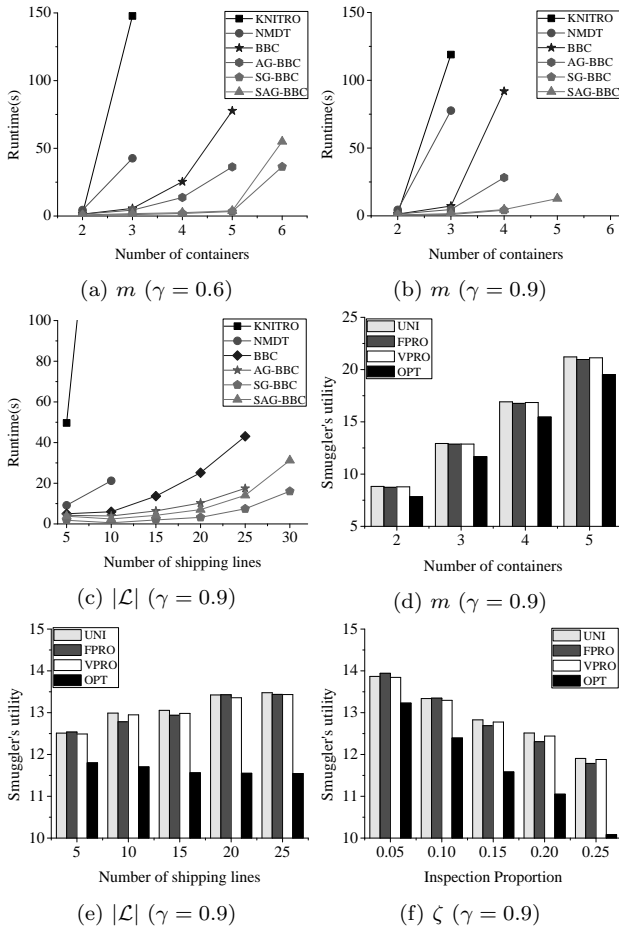 150
100
50
0
Runtime(s)
KNITRO
NMDT
BBC
AG-BBC
SG-BBC
SAG-BBC
2 3 4 5 6
Number of containers
(a) m (γ = 0.6)
150
100
50
0
Runtime(s)
KNITRO
NMDT
BBC
AG-BBC
SG-BBC
SAG-BBC
2 3 4 5 6
Number of containers
(b) m (γ = 0.9)
100
80
60
40
20
0
Runtime(s)
KNITRO
NMDT
BBC
AG-BBC
SG-BBC
SAG-BBC
5 10 15 20 25 30
Number of shipping lines
(c) |ℒ| (γ = 0.9)
25
20
15
10
5
Smuggler's utility
UNI
FPRO
VPRO
OPT
2 3 4 5
Number of containers
(d) m (γ = 0.9)
15
14
13
12
11
10
Smuggler's utility
UNI
FPRO
VPRO
OPT
5 10 15 20 25
Number of shipping lines
(e) |ℒ| (γ = 0.9)
15
14
13
12
11
10
Smuggler's utility
UNI
FPRO
VPRO
OPT
0.05 0.10 0.15 0.20 0.25
Inspection Proportion
(f) ζ (γ = 0.9)